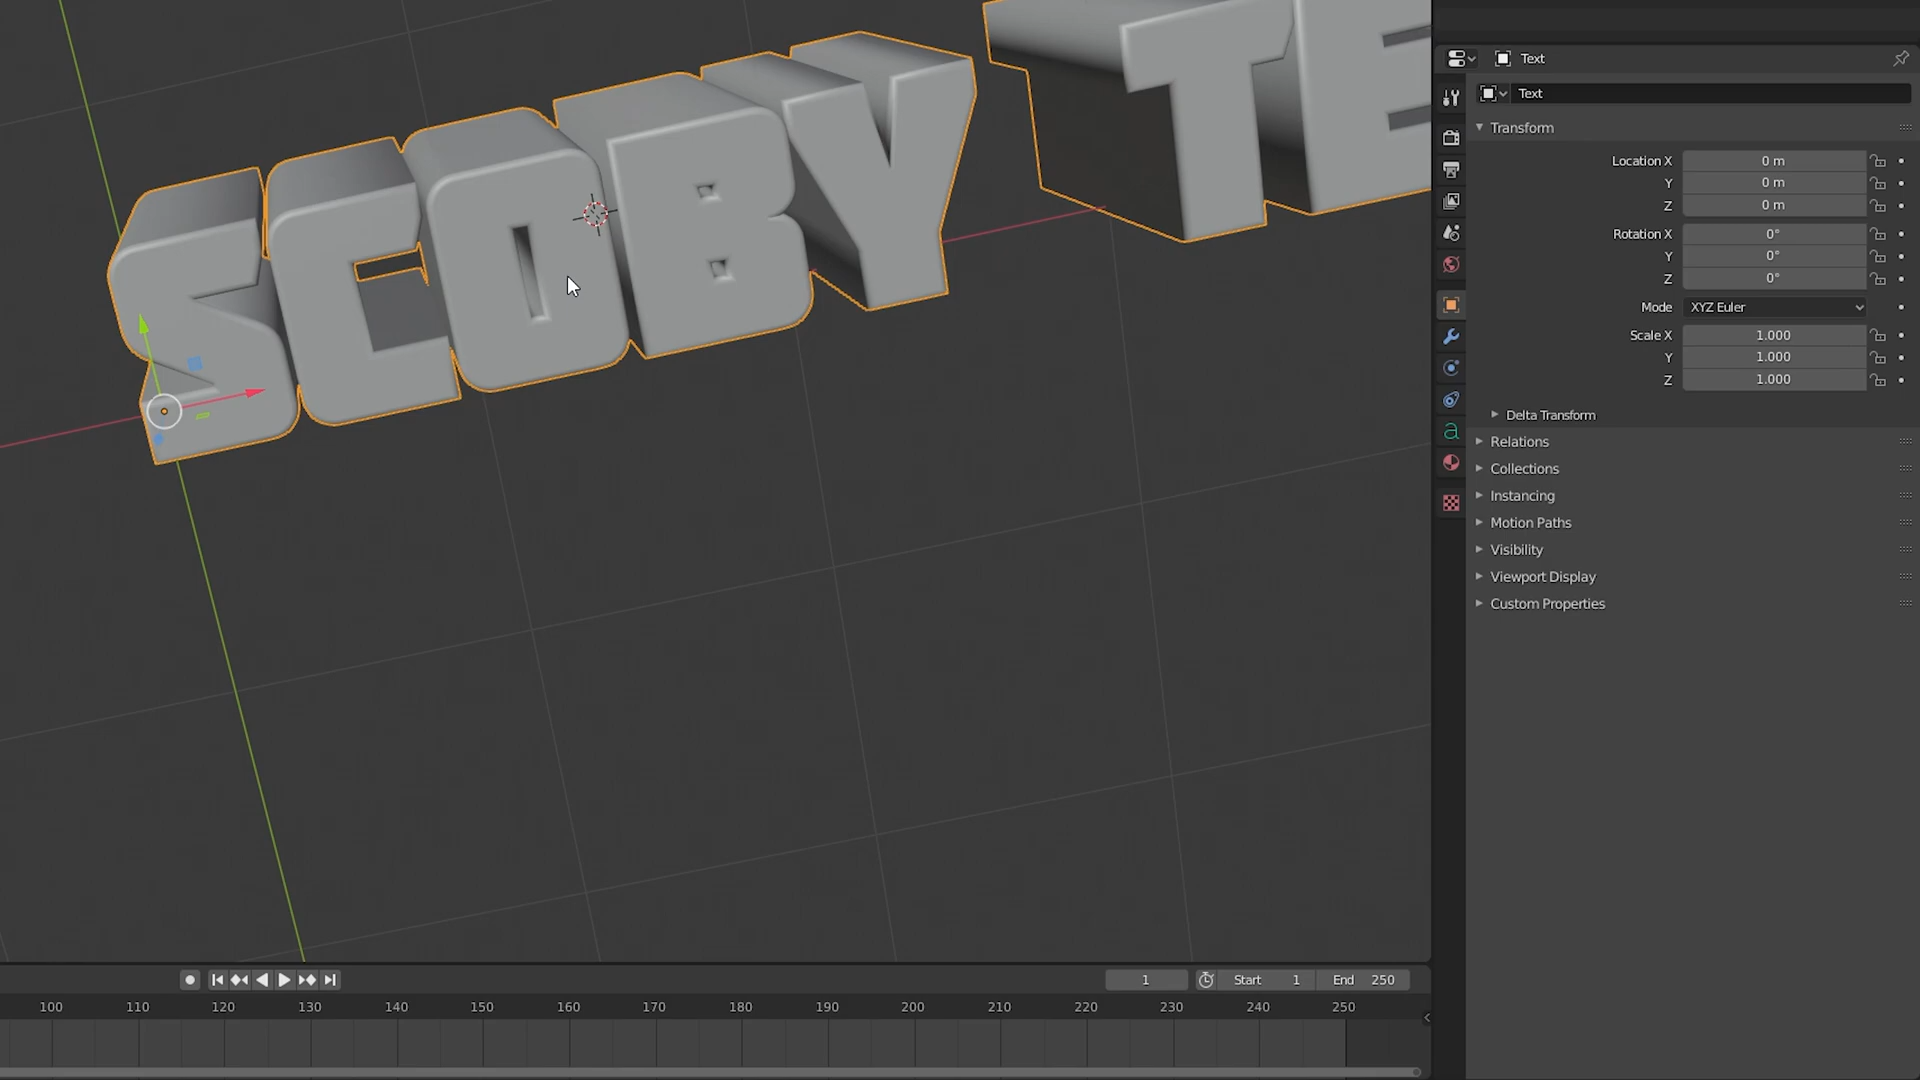 SCOBY TE
Text
Text
Transform
Location X 0 m
Y 0 m
Z 0 m
Rotation X 0°
Y 0°
Z 0°
Mode XYZ Euler
Scale X 1.000
Y 1.000
Z 1.000
Delta Transform
Relations
Collections
Instancing
Motion Paths
Visibility
Viewport Display
Custom Properties
1 Start 1 End 250
100 110 120 130 140 150 160 170 180 190 200 210 220 230 240 250